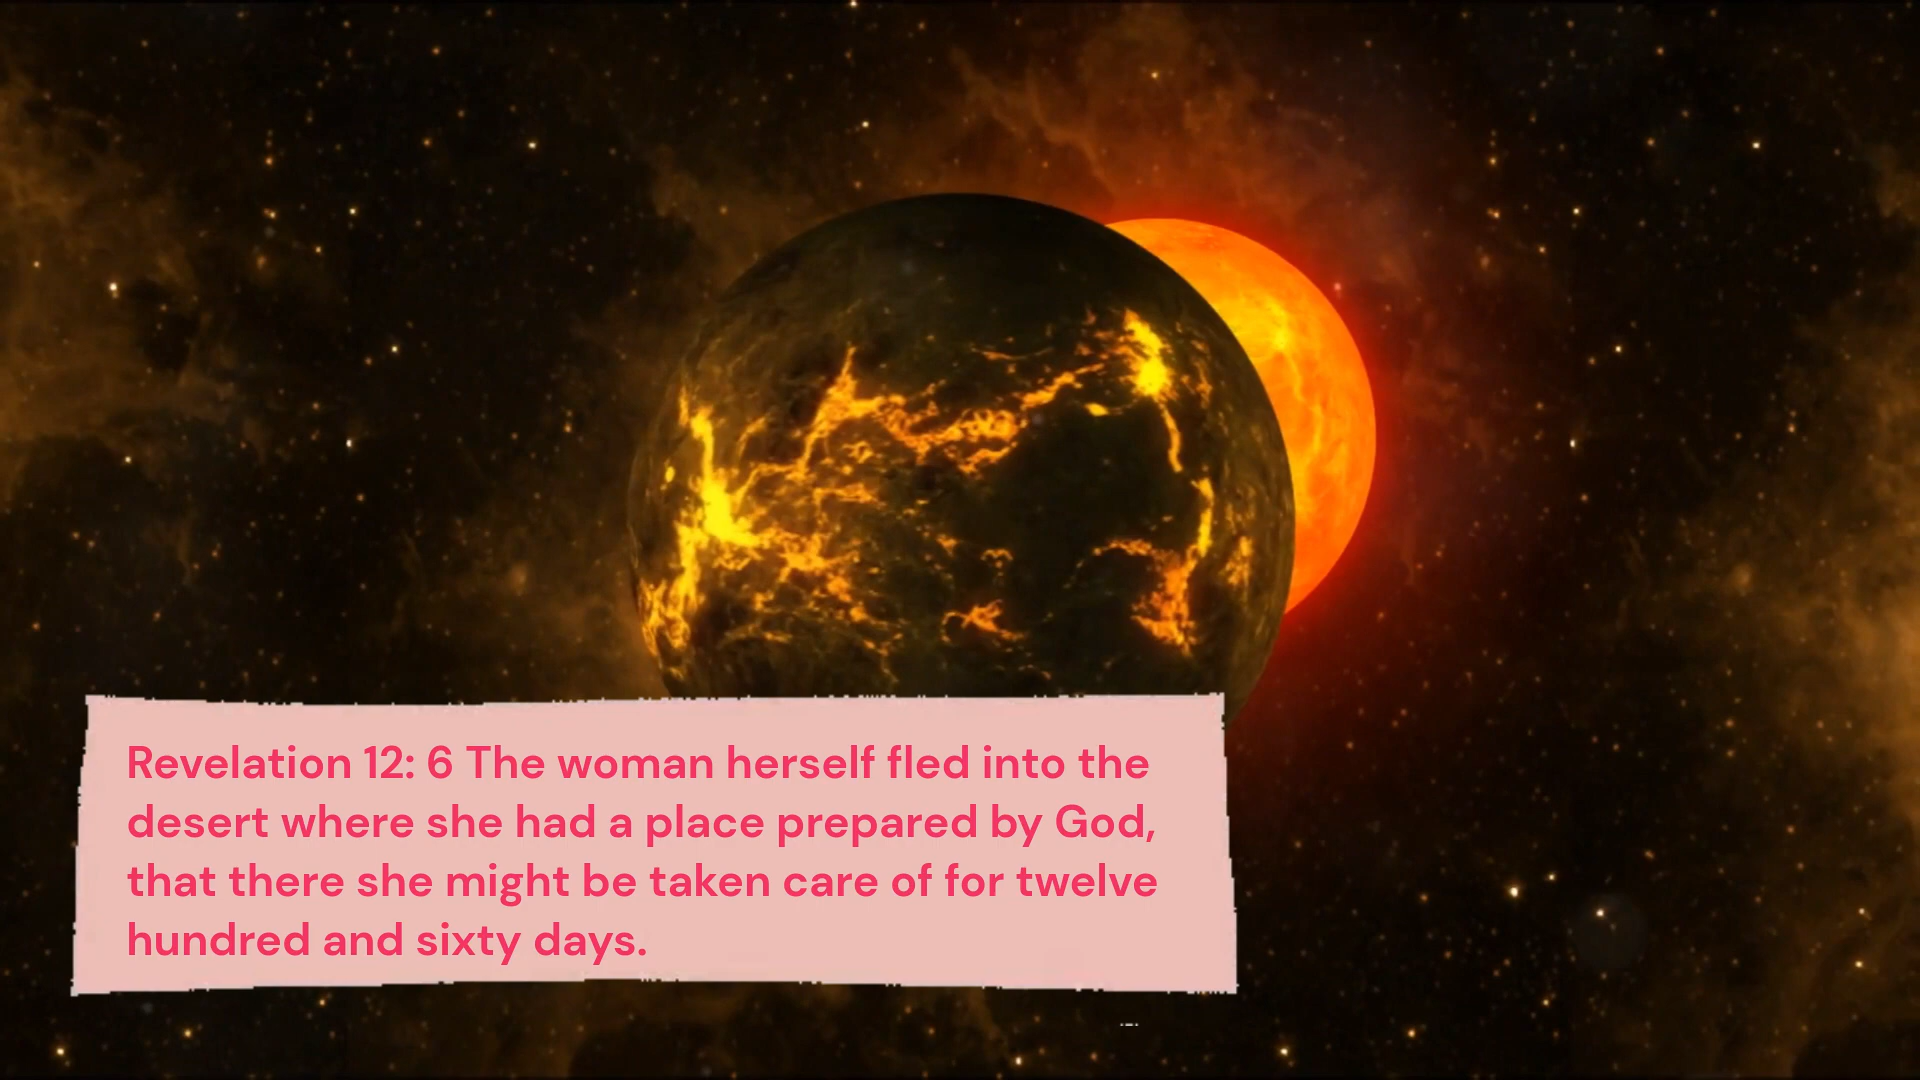 Revelation 12: 6 The woman herself fled into the
desert where she had a place prepared by God,
that there she might be taken care of for twelve
hundred and sixty days.